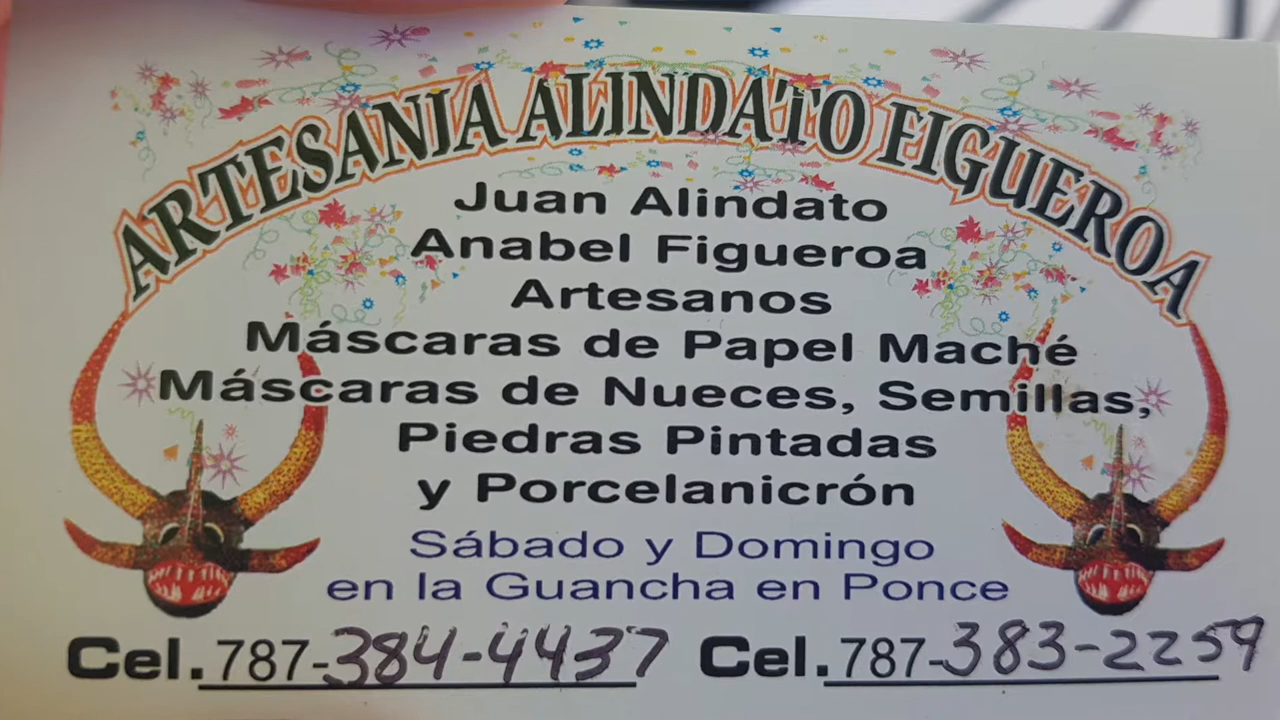 ARTESANIA ALINDATO FIGUEROA
Juan Alindato
Anabel Figueroa
Artesanos
Máscaras de Papel Maché
Máscaras de Nueces, Semillas,
Piedras Pintadas
y Porcelanicrón
Sábado y Domingo
en la Guancha en Ponce
Cel. 787-384-4437 Cel. 787-383-2259